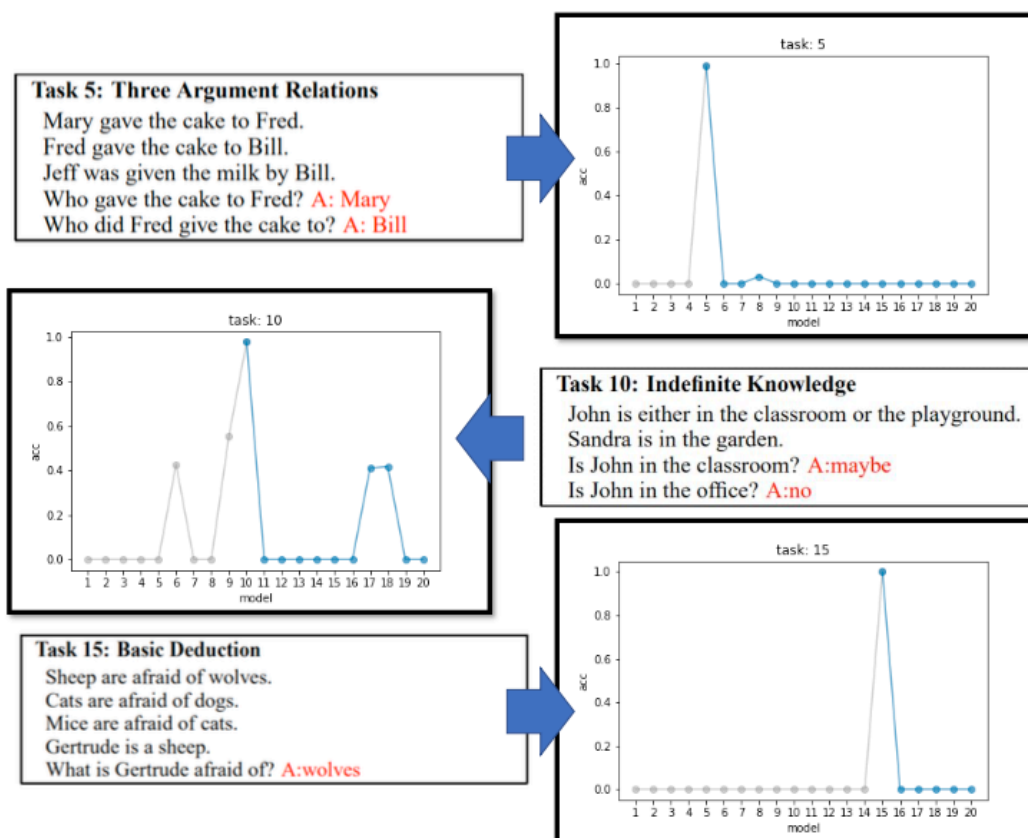 task: 5
1.0
0.8
0.6
0.4
0.2
0.0
acc
1 2 3 4 5 6 7 8 9 10 11 12 13 14 15 16 17 18 19 20
model
Task 5: Three Argument Relations
Mary gave the cake to Fred.
Fred gave the cake to Bill.
Jeff was given the milk by Bill.
Who gave the cake to Fred? A: Mary
Who did Fred give the cake to? A: Bill
task: 10
1.0
0.8
0.6
0.4
0.2
0.0
acc
1 2 3 4 5 6 7 8 9 10 11 12 13 14 15 16 17 18 19 20
model
Task 10: Indefinite Knowledge
John is either in the classroom or the playground.
Sandra is in the garden.
Is John in the classroom? A:maybe
Is John in the office? A:no
Task 15: Basic Deduction
Sheep are afraid of wolves.
Cats are afraid of dogs.
Mice are afraid of cats.
Gertrude is a sheep.
What is Gertrude afraid of? A:wolves
task: 15
1.0
0.8
0.6
0.4
0.2
0.0
acc
1 2 3 4 5 6 7 8 9 10 11 12 13 14 15 16 17 18 19 20
model